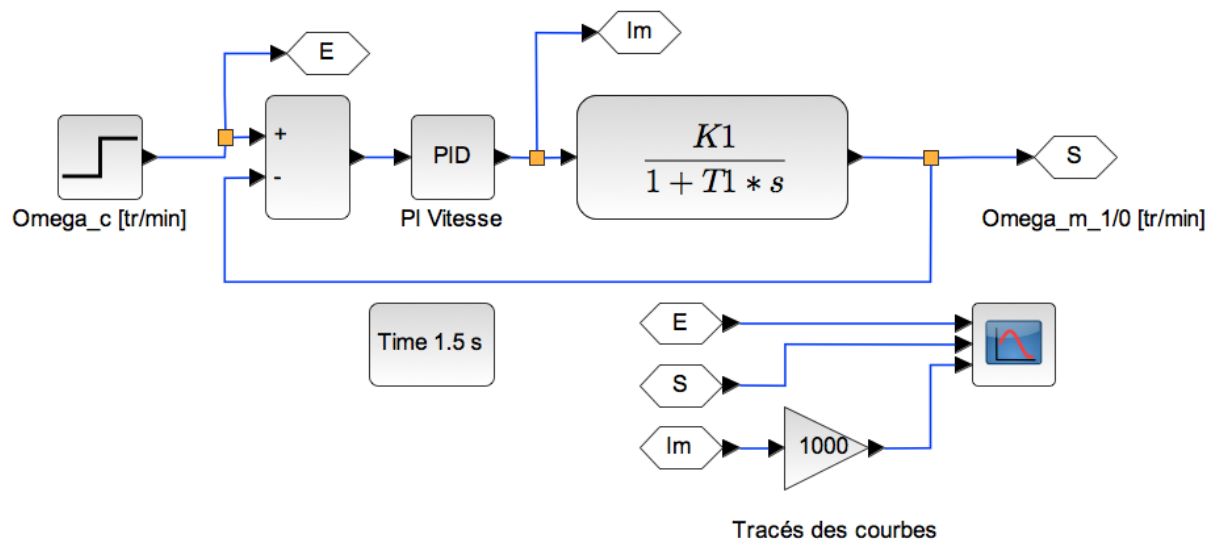 Im
E
+
-
PID
K1
1 + T1 * s
S
Omega_c [tr/min]
PI Vitesse
Omega_m_1/0 [tr/min]
Time 1.5 s
E
S
Im
1000
Tracés des courbes